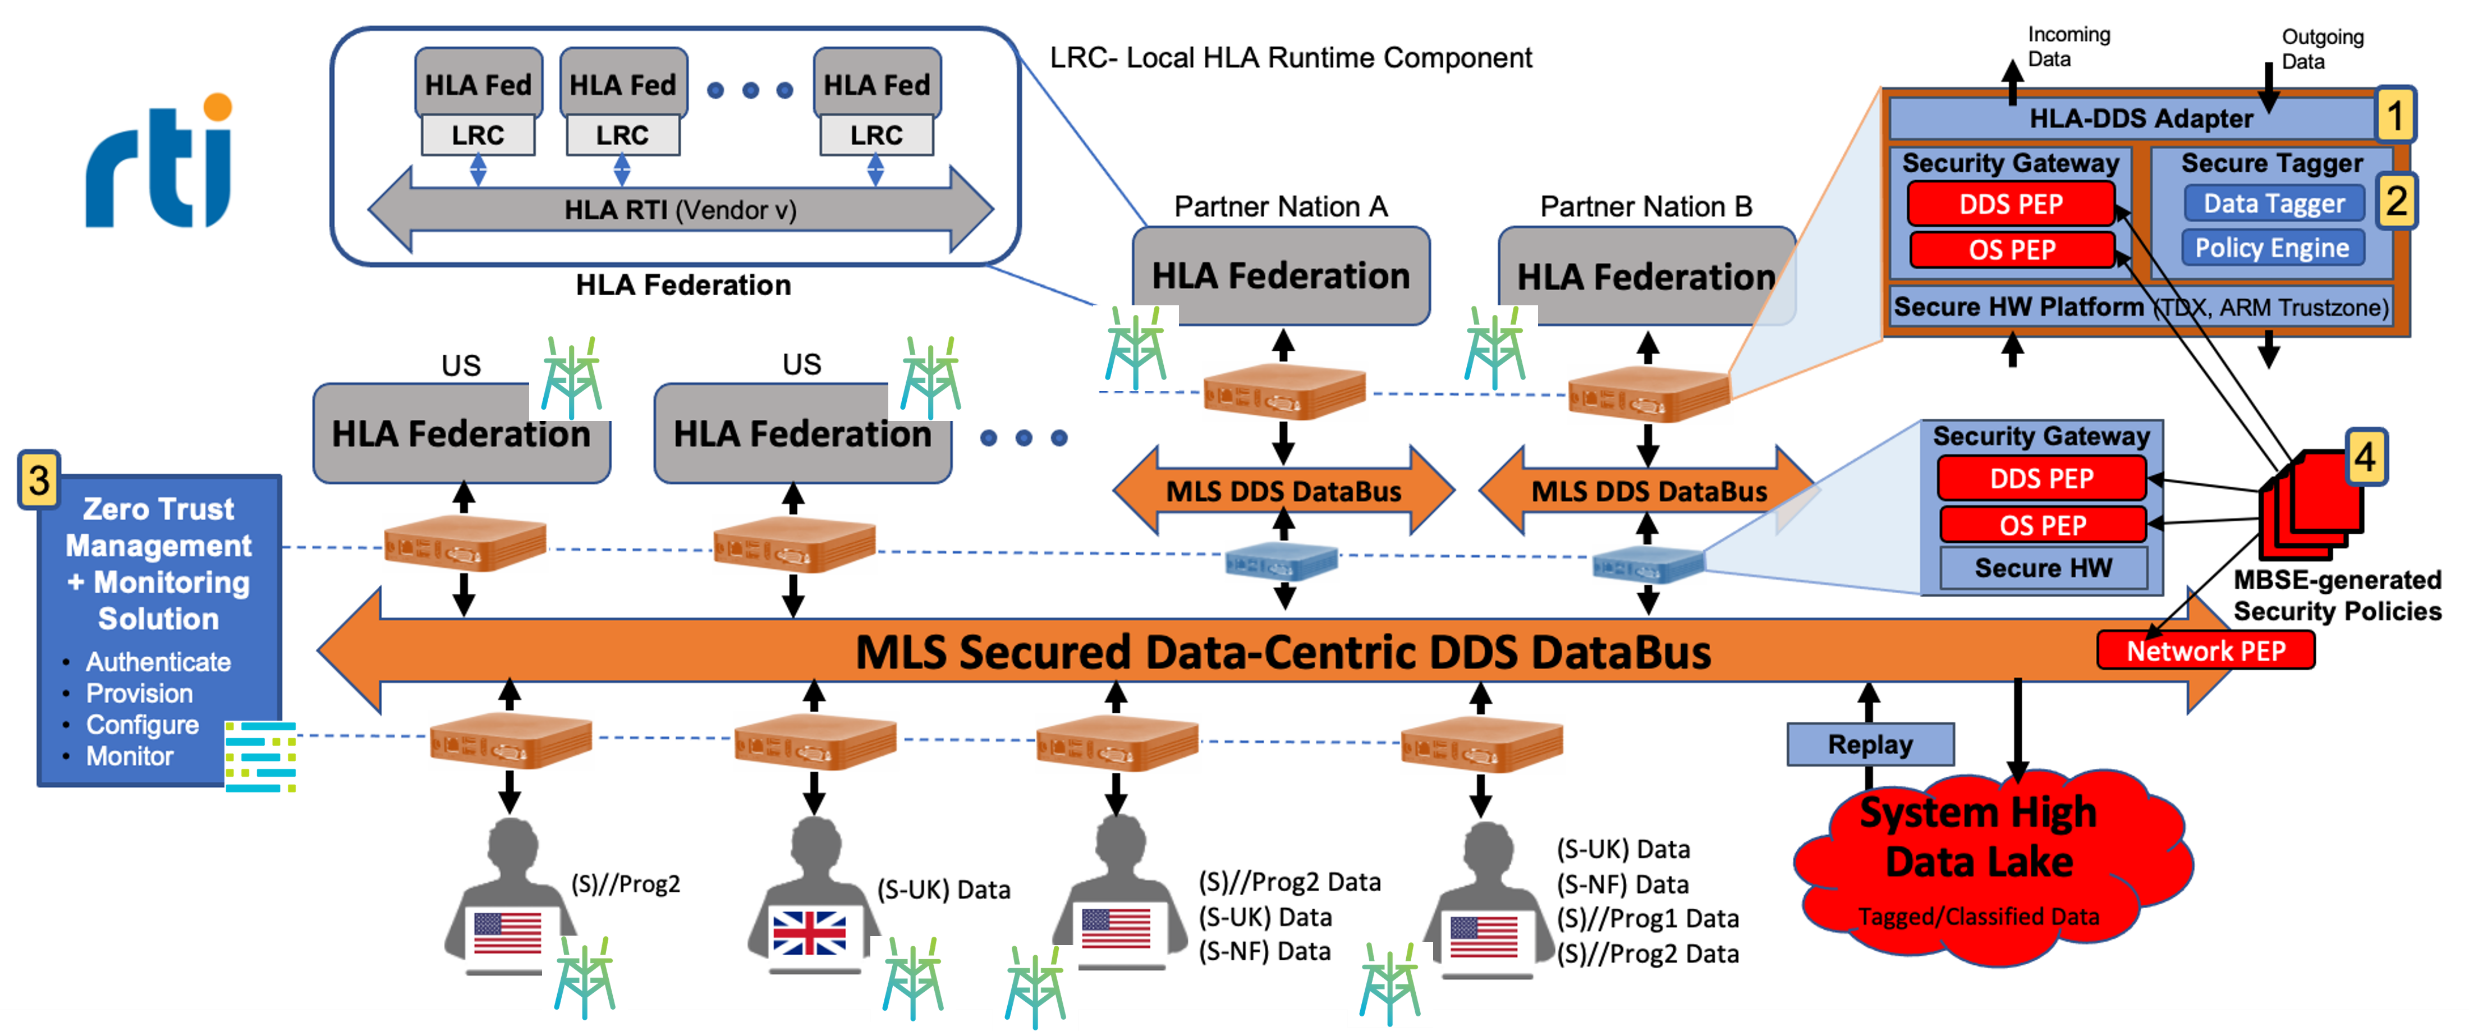 rti
HLA Fed
HLA Fed
HLA Fed
LRC
LRC
LRC
HLA RTI (Vendor v)
HLA Federation
LRC- Local HLA Runtime Component
Partner Nation A
HLA Federation
Partner Nation B
HLA Federation
Incoming
Data
Outgoing
Data
HLA-DDS Adapter
1
Security Gateway
DDS PEP
OS PEP
Secure Tagger
Data Tagger
2
Policy Engine
Secure HW Platform (TDX, ARM Trustzone)
US
HLA Federation
US
HLA Federation
MLS DDS DataBus
MLS DDS DataBus
Security Gateway
DDS PEP
OS PEP
Secure HW
4
MBSE-generated
Security Policies
3
Zero Trust
Management
+ Monitoring
Solution
• Authenticate
• Provision
• Configure
• Monitor
MLS Secured Data-Centric DDS DataBus
Network PEP
Replay
System High
Data Lake
Tagged/Classified Data
(S)//Prog2
(S-UK) Data
(S)//Prog2 Data
(S-UK) Data
(S-NF) Data
(S-UK) Data
(S-NF) Data
(S)//Prog1 Data
(S)//Prog2 Data